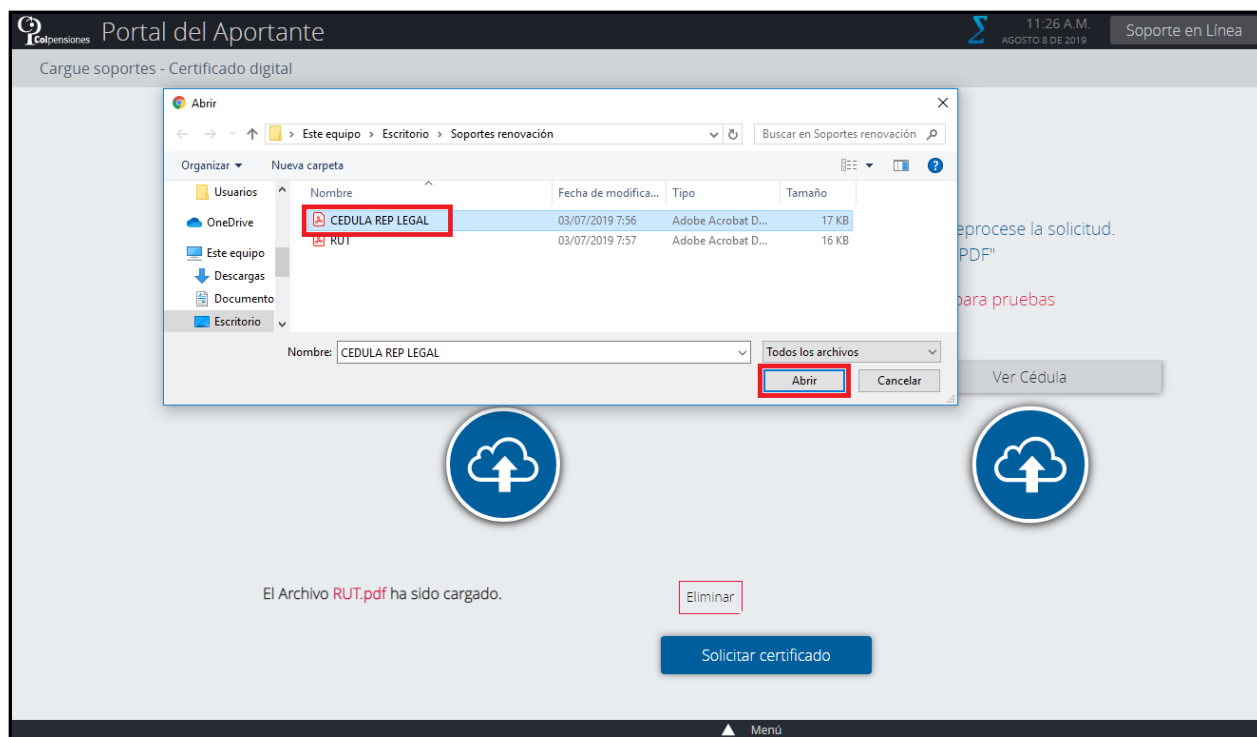 Colpensiones Portal del Aportante
11:26 A.M.
AGOSTO 8 DE 2019
Soporte en Línea
Cargue soportes - Certificado digital
Abrir
Este equipo > Escritorio > Soportes renovación
Buscar en Soportes renovación
Organizar
Nueva carpeta
Usuarios
OneDrive
Este equipo
Descargas
Documento
Escritorio
Nombre Fecha de modifica... Tipo Tamaño
CEDULA REP LEGAL 03/07/2019 7:56 Adobe Acrobat D... 17 KB
RUT 03/07/2019 7:57 Adobe Acrobat D... 16 KB
Nombre: CEDULA REP LEGAL
Todos los archivos
Abrir
Cancelar
eprocese la solicitud.
PDF"
para pruebas
Ver Cédula
El Archivo RUT.pdf ha sido cargado.
Eliminar
Solicitar certificado
Menú